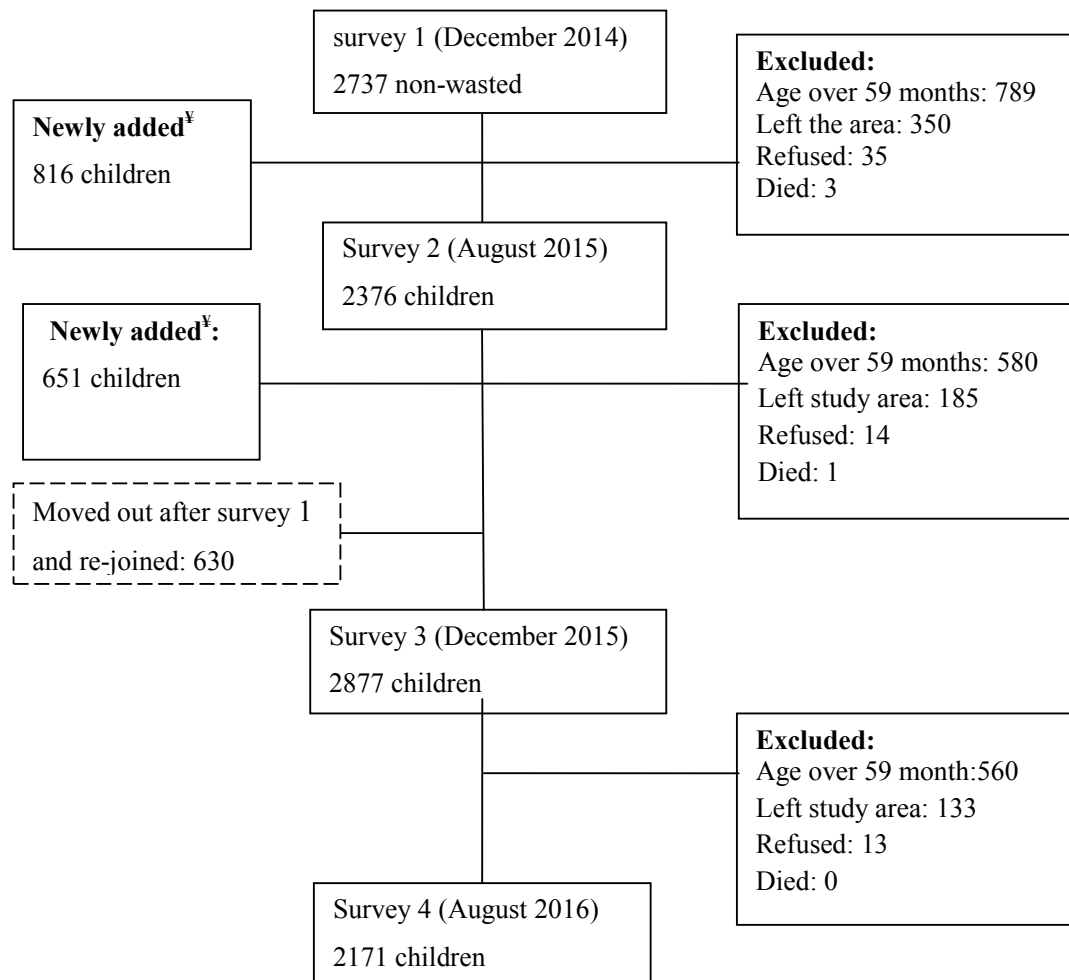 survey 1 (December 2014)
2737 non-wasted
Excluded:
Age over 59 months: 789
Left the area: 350
Refused: 35
Died: 3
Newly added¥
816 children
Survey 2 (August 2015)
2376 children
Newly added¥:
651 children
Excluded:
Age over 59 months: 580
Left study area: 185
Refused: 14
Died: 1
Moved out after survey 1
and re-joined: 630
Survey 3 (December 2015)
2877 children
Excluded:
Age over 59 month:560
Left study area: 133
Refused: 13
Died: 0
Survey 4 (August 2016)
2171 children